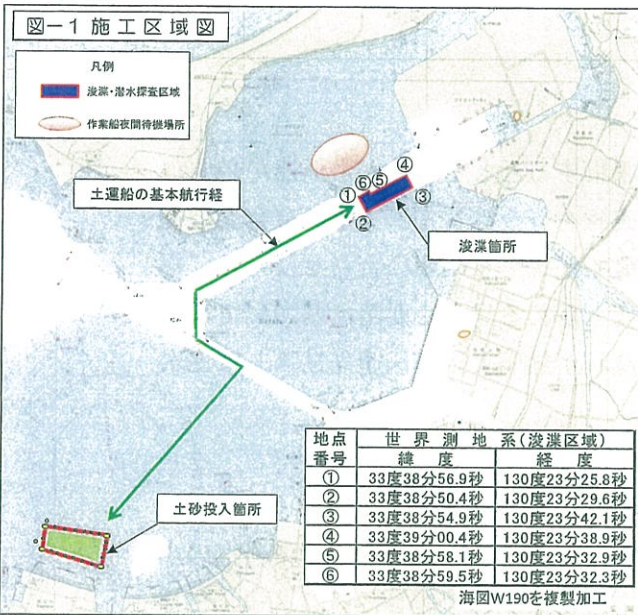 図－1 施工区域図
凡例
浚渫・潜水探査区域
作業船夜間待機場所
土運船の基本航行経
浚渫箇所
①
②
③
④
⑤
⑥
土砂投入箇所
地点番号 世界測地系(浚渫区域)
緯度 経度
① 33度38分56.9秒 130度23分25.8秒
② 33度38分50.4秒 130度23分29.6秒
③ 33度38分54.9秒 130度23分42.1秒
④ 33度39分00.4秒 130度23分38.9秒
⑤ 33度38分58.1秒 130度23分32.9秒
⑥ 33度38分59.5秒 130度23分32.3秒
海図W190を複製加工